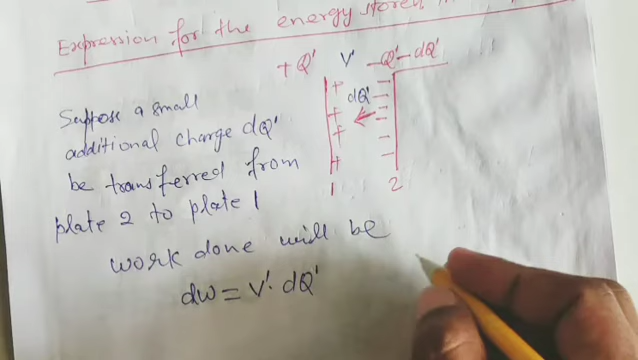 Expression for the energy stored
+Q' V' -Q'-dQ'
dQ'
1 2
Suppose a small
additional charge dQ'
be transferred from
plate 2 to plate 1
work done will be
dw = V'. dQ'